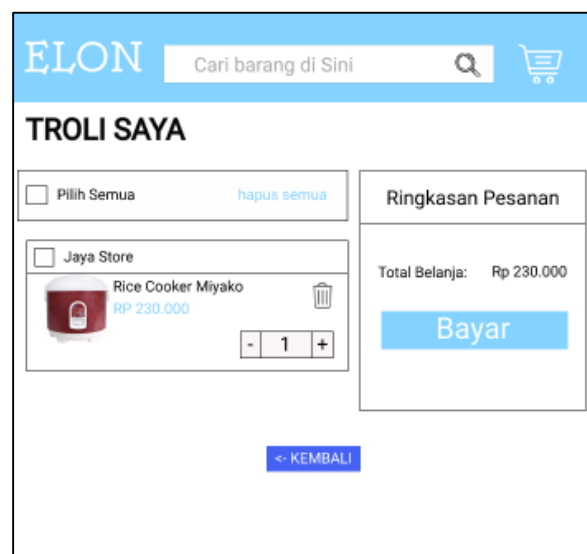 ELON
Cari barang di Sini
TROLI SAYA
Pilih Semua
hapus semua
Jaya Store
Rice Cooker Miyako
RP 230.000
- 1 +
Ringkasan Pesanan
Total Belanja: Rp 230.000
Bayar
<- KEMBALI